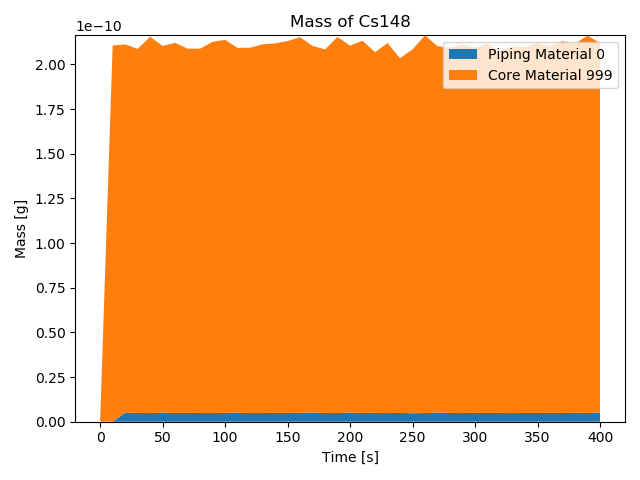 Mass of Cs148
1e−10
Piping Material 0
Core Material 999
2.00
1.75
1.50
1.25
1.00
0.75
0.50
0.25
0.00
Mass [g]
0 50 100 150 200 250 300 350 400
Time [s]